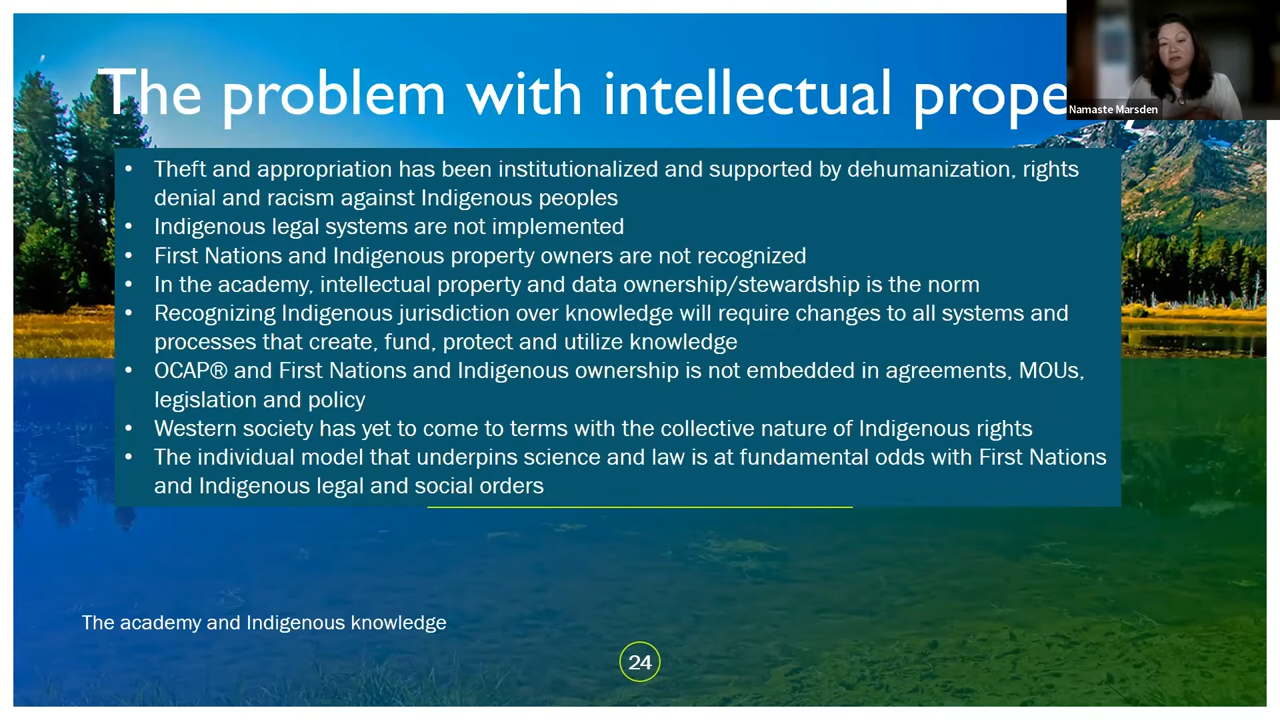 The problem with intellectual prope
Namaste Marsden
• Theft and appropriation has been institutionalized and supported by dehumanization, rights
denial and racism against Indigenous peoples
• Indigenous legal systems are not implemented
• First Nations and Indigenous property owners are not recognized
• In the academy, intellectual property and data ownership/stewardship is the norm
• Recognizing Indigenous jurisdiction over knowledge will require changes to all systems and
processes that create, fund, protect and utilize knowledge
• OCAP® and First Nations and Indigenous ownership is not embedded in agreements, MOUs,
legislation and policy
• Western society has yet to come to terms with the collective nature of Indigenous rights
• The individual model that underpins science and law is at fundamental odds with First Nations
and Indigenous legal and social orders
The academy and Indigenous knowledge
24